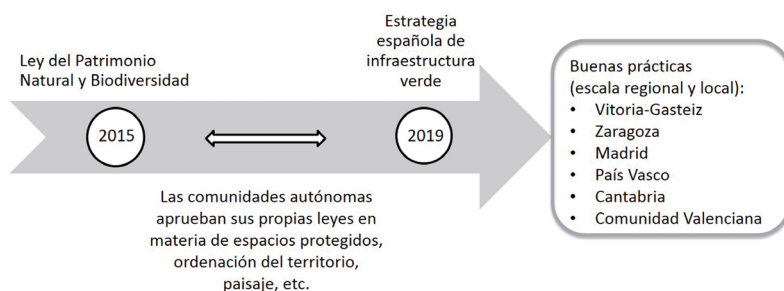 Ley del Patrimonio
Natural y Biodiversidad
2015
Estrategia
española de
infraestructura
verde
2019
Las comunidades autónomas
aprueban sus propias leyes en
materia de espacios protegidos,
ordenación del territorio,
paisaje, etc.
Buenas prácticas
(escala regional y local):
• Vitoria-Gasteiz
• Zaragoza
• Madrid
• País Vasco
• Cantabria
• Comunidad Valenciana